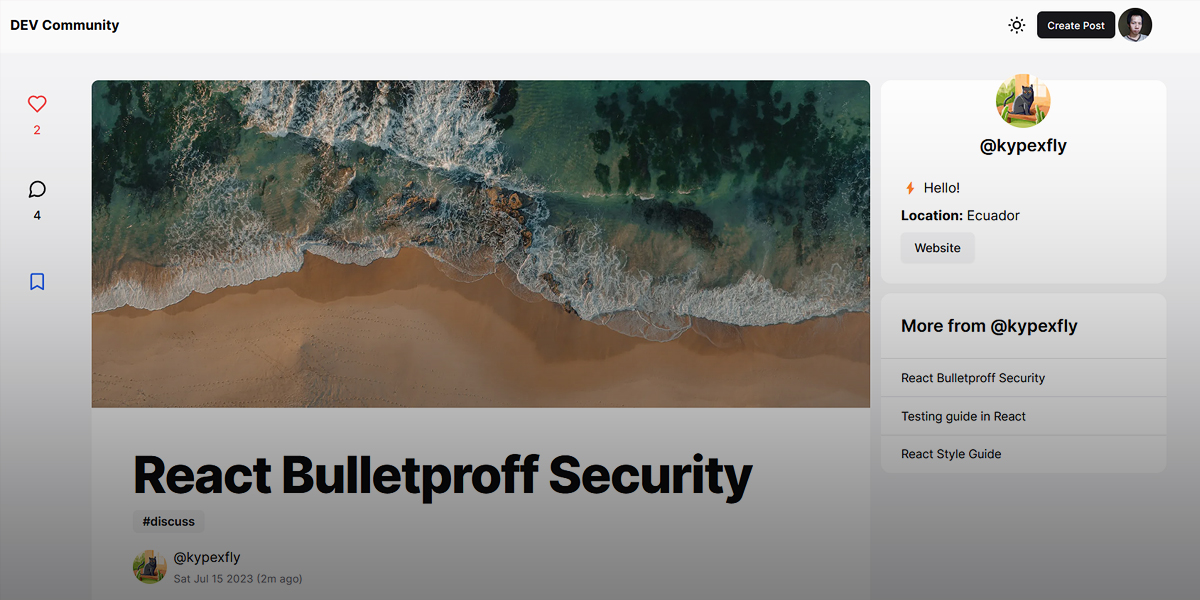 DEV Community
Create Post
2
4
@kypexfly
Hello!
Location: Ecuador
Website
More from @kypexfly
React Bulletproff Security
Testing guide in React
React Style Guide
React Bulletproff Security
#discuss
@kypexfly
Sat Jul 15 2023 (2m ago)